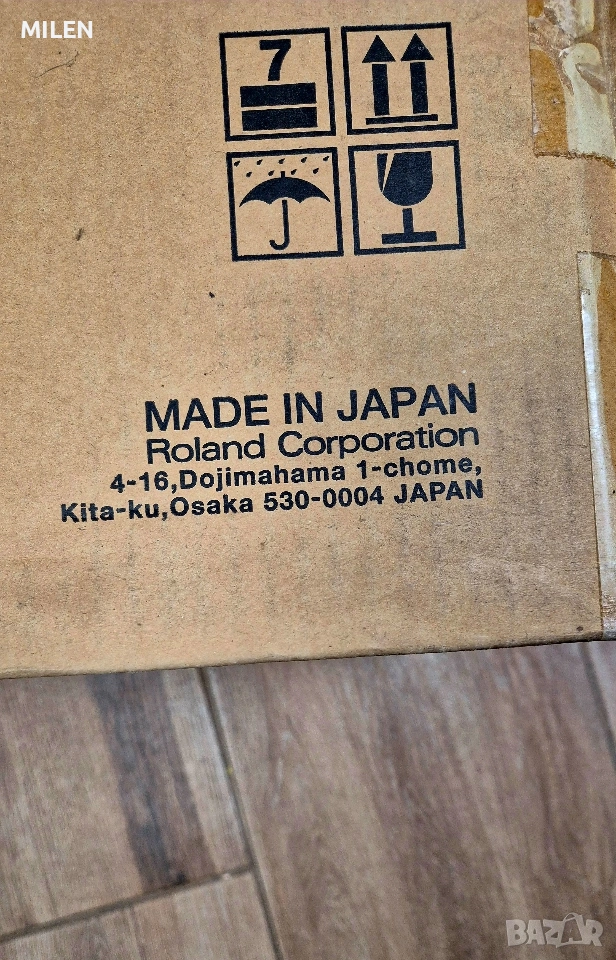 MILEN
7
MADE IN JAPAN
Roland Corporation
4-16,Dojimahama 1-chome,
Kita-ku,Osaka 530-0004 JAPAN
BAZAR